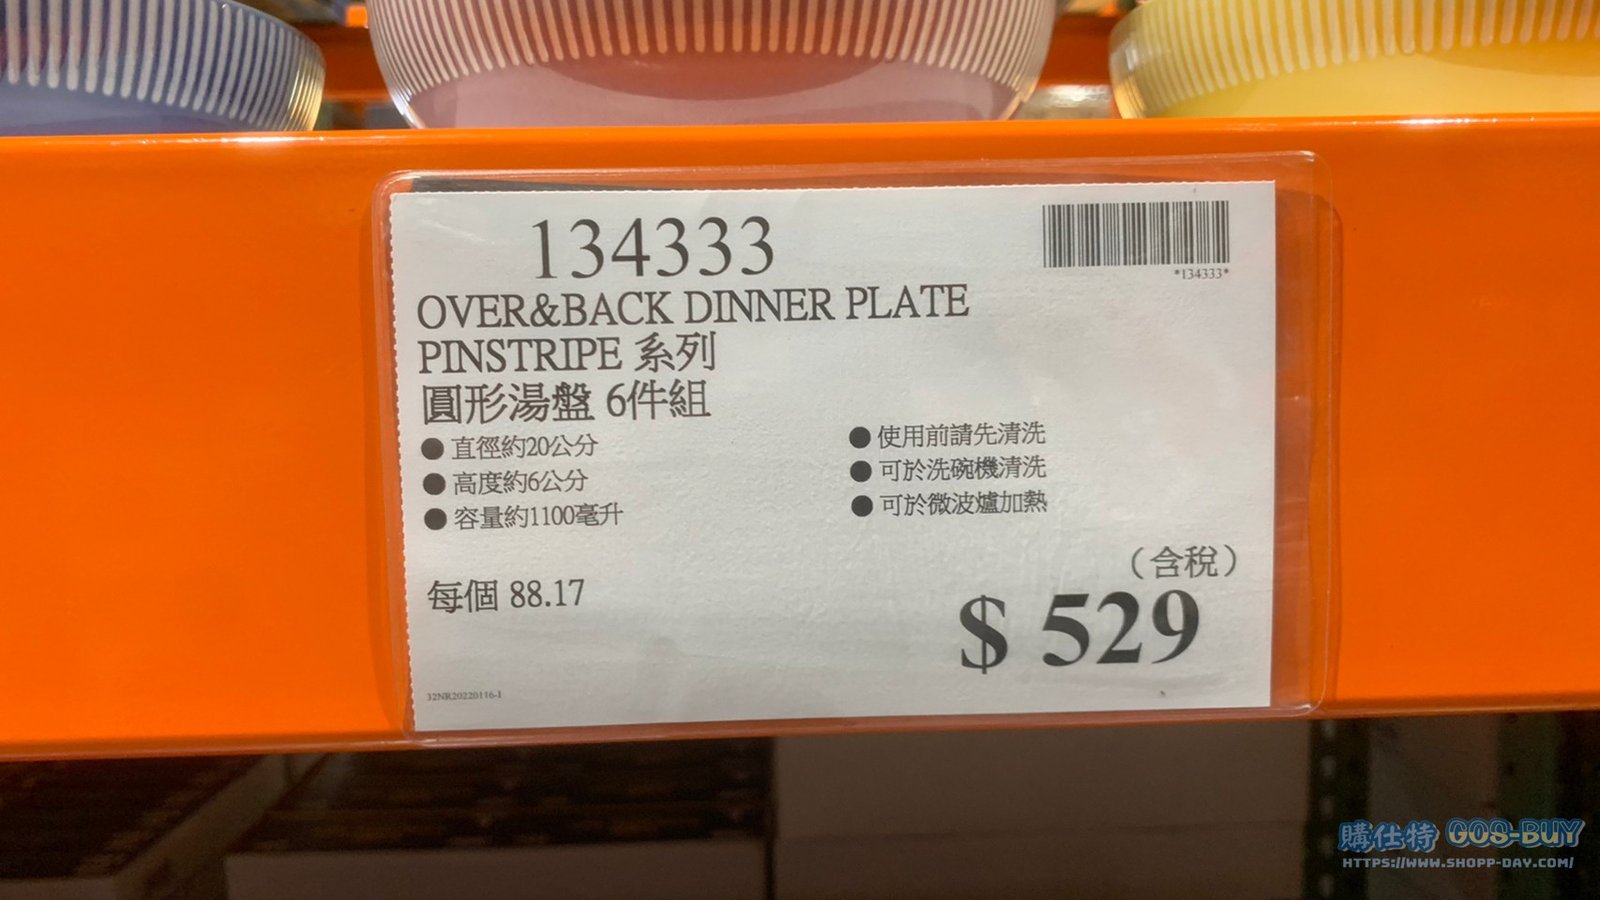 134333
*134333*
OVER&BACK DINNER PLATE
PINSTRIPE 系列
圓形湯盤 6件組
● 直徑約20公分
● 高度約6公分
● 容量約1100毫升
● 使用前請先清洗
● 可於洗碗機清洗
● 可於微波爐加熱
每個 88.17
（含稅）
$ 529
32NR20220116-1
購仕特 GOS-BUY
HTTPS://WWW.SHOPP-DAY.COM/